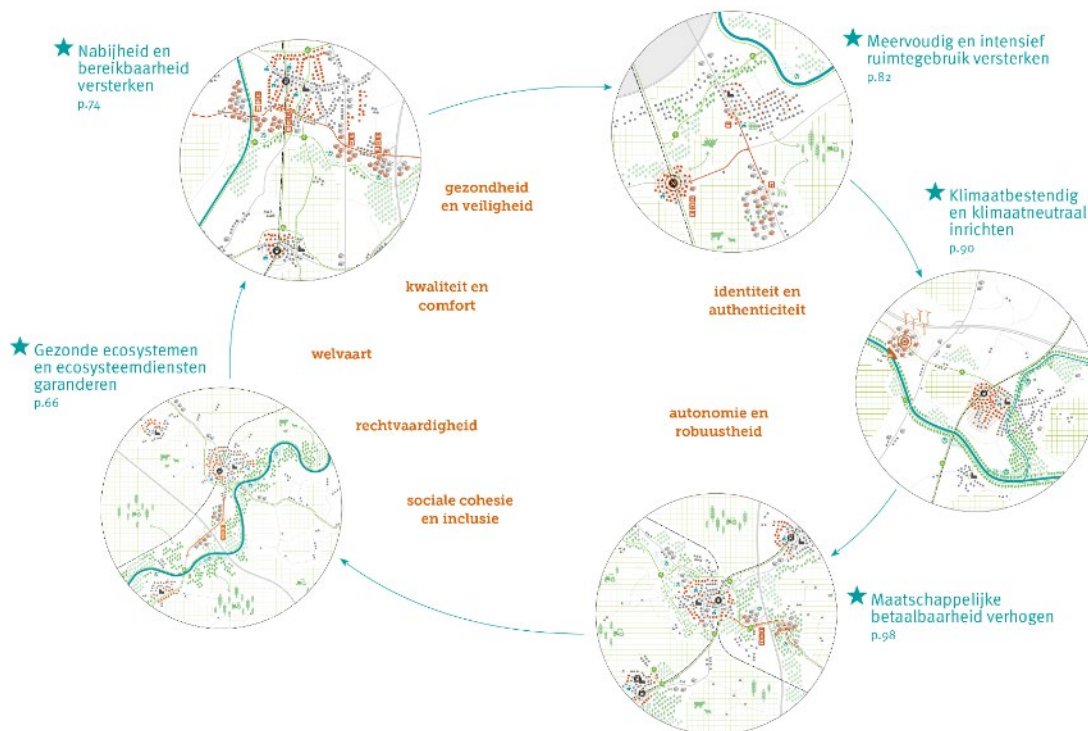 Nabijheid en
bereikbaarheid
versterken
p.74
Meervoudig en intensief
ruimtegebruik versterken
p.82
Klimaatbestendig
en klimaatneutraal
inrichten
p.90
gezondheid
en veiligheid
kwaliteit en
comfort
identiteit en
authenticiteit
Gezonde ecosystemen
en ecosysteemdiensten
garanderen
p.66
welvaart
rechtvaardigheid
autonomie en
robuustheid
sociale cohesie
en inclusie
Maatschappelijke
betaalbaarheid verhogen
p.98